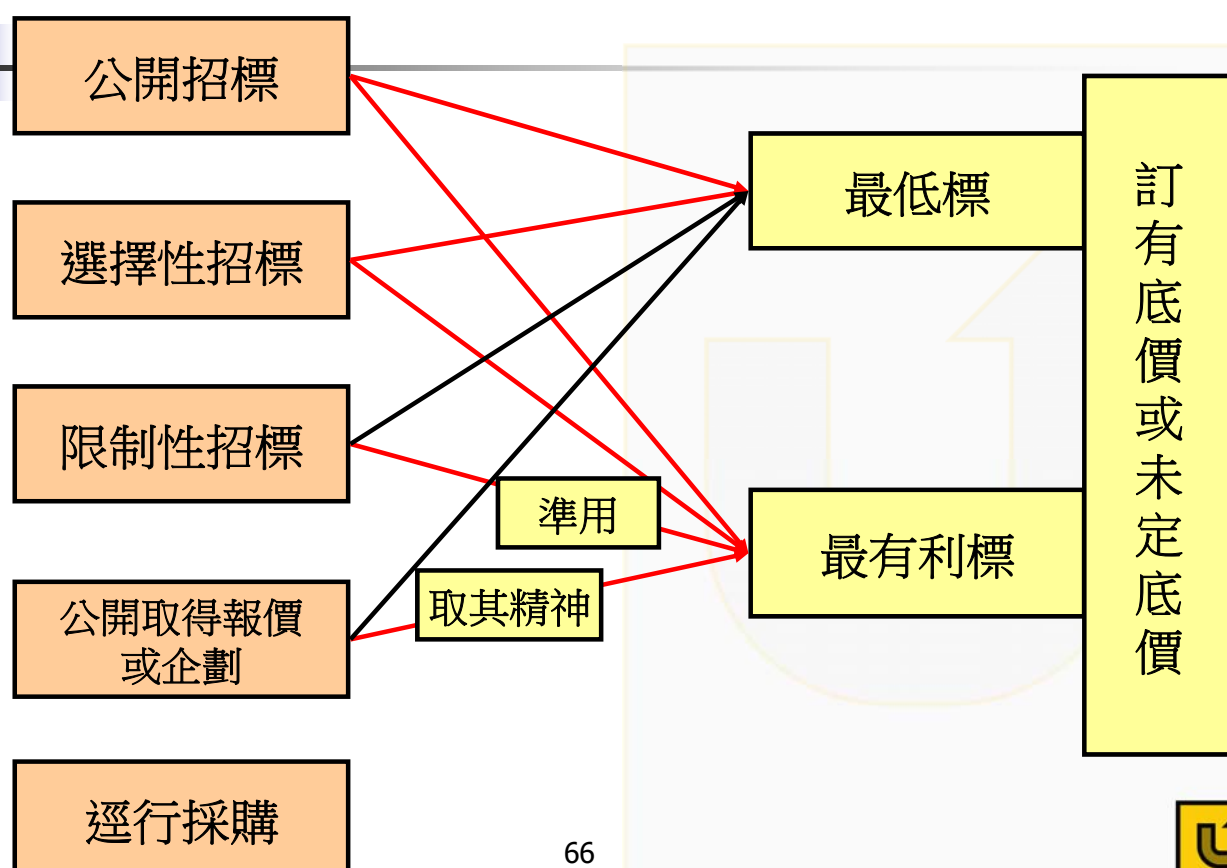 公開招標
選擇性招標
限制性招標
公開取得報價
或企劃
逕行採購
準用
取其精神
最低標
最有利標
訂有底價或未定底價
66